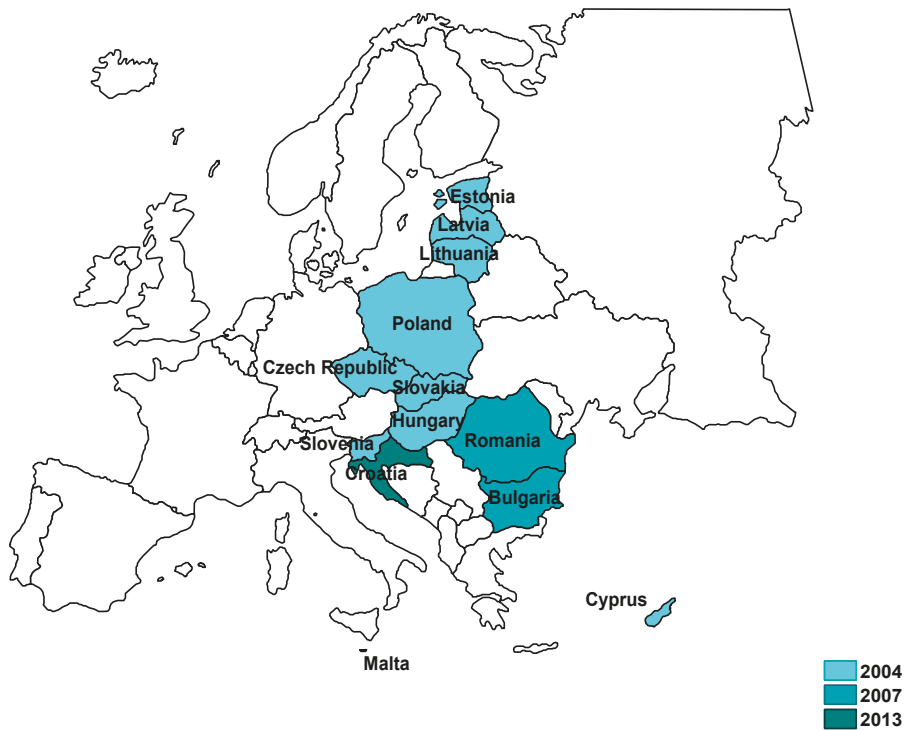 Estonia
Latvia
Lithuania
Poland
Czech Republic
Slovakia
Hungary
Slovenia
Romania
Croatia
Bulgaria
Cyprus
Malta
2004
2007
2013